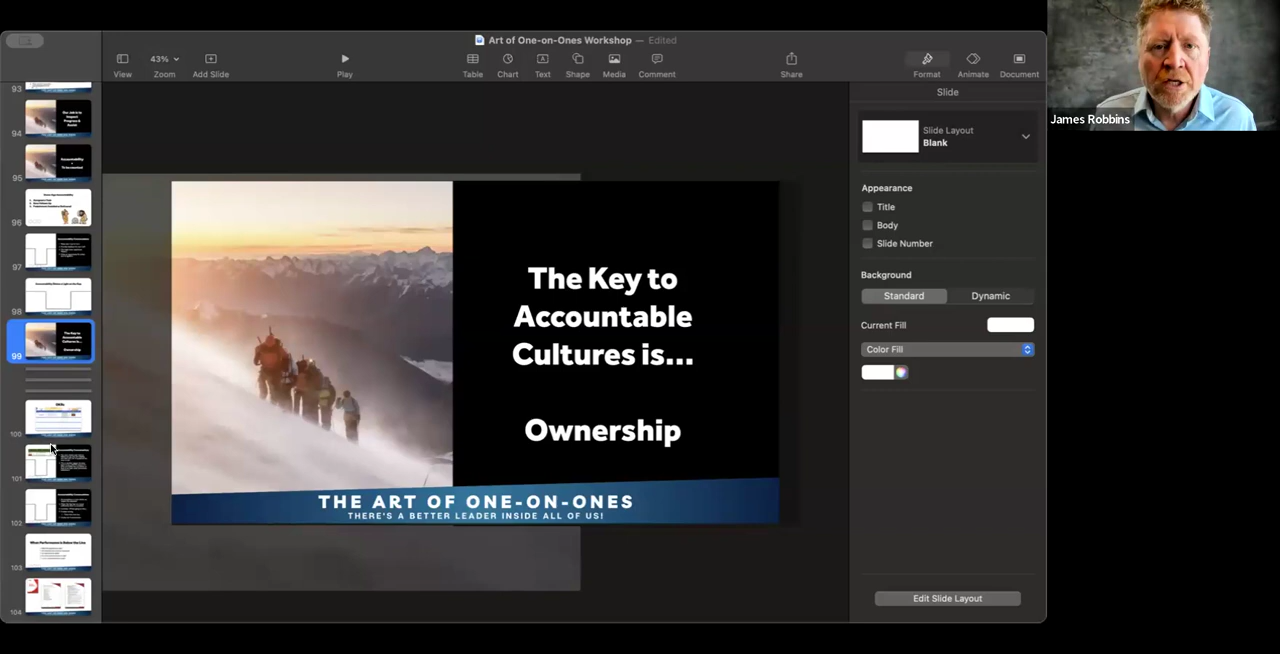 Art of One-on-Ones Workshop — Edited
View
43%
Zoom
Add Slide
Play
Table
Chart
Text
Shape
Media
Comment
Share
Format
Animate
Document
James Robbins
Slide
Slide Layout
Blank
Appearance
Title
Body
Slide Number
Background
Standard
Dynamic
Current Fill
Color Fill
Edit Slide Layout
93
94
95
96
97
98
99
100
101
102
103
104
The Key to
Accountable
Cultures is...
Ownership
THE ART OF ONE-ON-ONES
THERE'S A BETTER LEADER INSIDE ALL OF US!